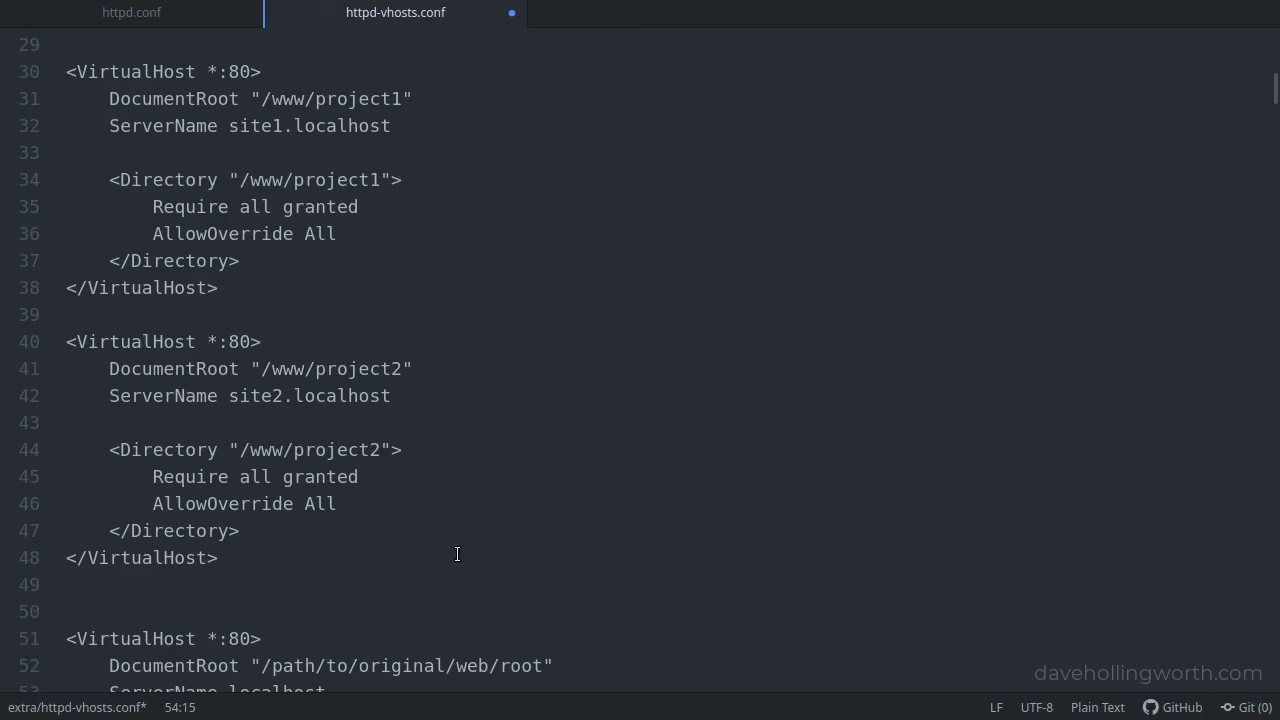 httpd.conf httpd-vhosts.conf
29
30 <VirtualHost *:80>
31     DocumentRoot "/www/project1"
32     ServerName site1.localhost
33
34     <Directory "/www/project1">
35         Require all granted
36         AllowOverride All
37     </Directory>
38 </VirtualHost>
39
40 <VirtualHost *:80>
41     DocumentRoot "/www/project2"
42     ServerName site2.localhost
43
44     <Directory "/www/project2">
45         Require all granted
46         AllowOverride All
47     </Directory>
48 </VirtualHost>
49
50
51 <VirtualHost *:80>
52     DocumentRoot "/path/to/original/web/root"
53     ServerName localhost
davehollingworth.com
extra/httpd-vhosts.conf* 54:15 LF UTF-8 Plain Text GitHub Git (0)